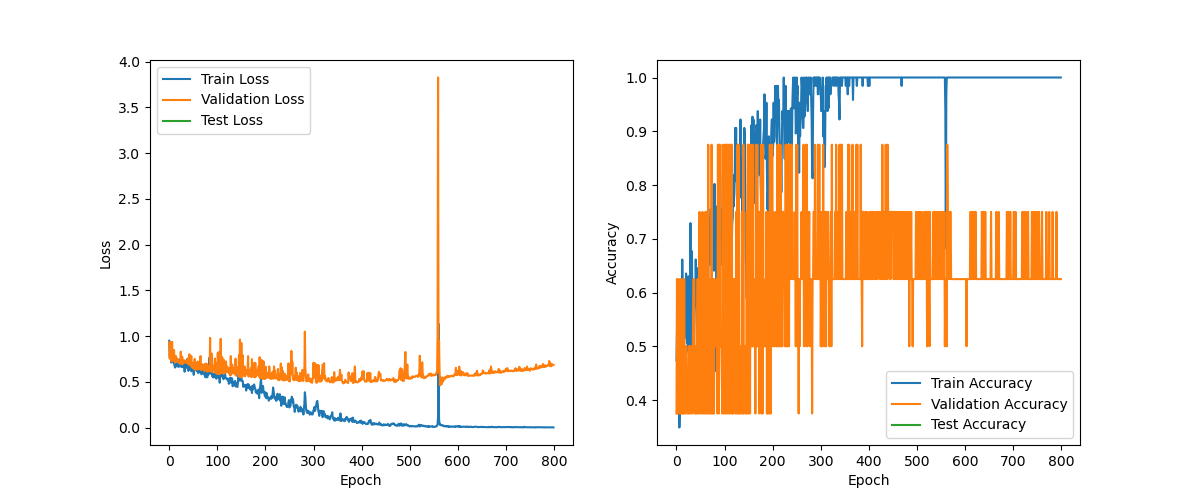 4.0
3.5
3.0
2.5
2.0
1.5
1.0
0.5
0.0
Loss
Train Loss
Validation Loss
Test Loss
0 100 200 300 400 500 600 700 800
Epoch
1.0
0.9
0.8
0.7
0.6
0.5
0.4
Accuracy
Train Accuracy
Validation Accuracy
Test Accuracy
0 100 200 300 400 500 600 700 800
Epoch